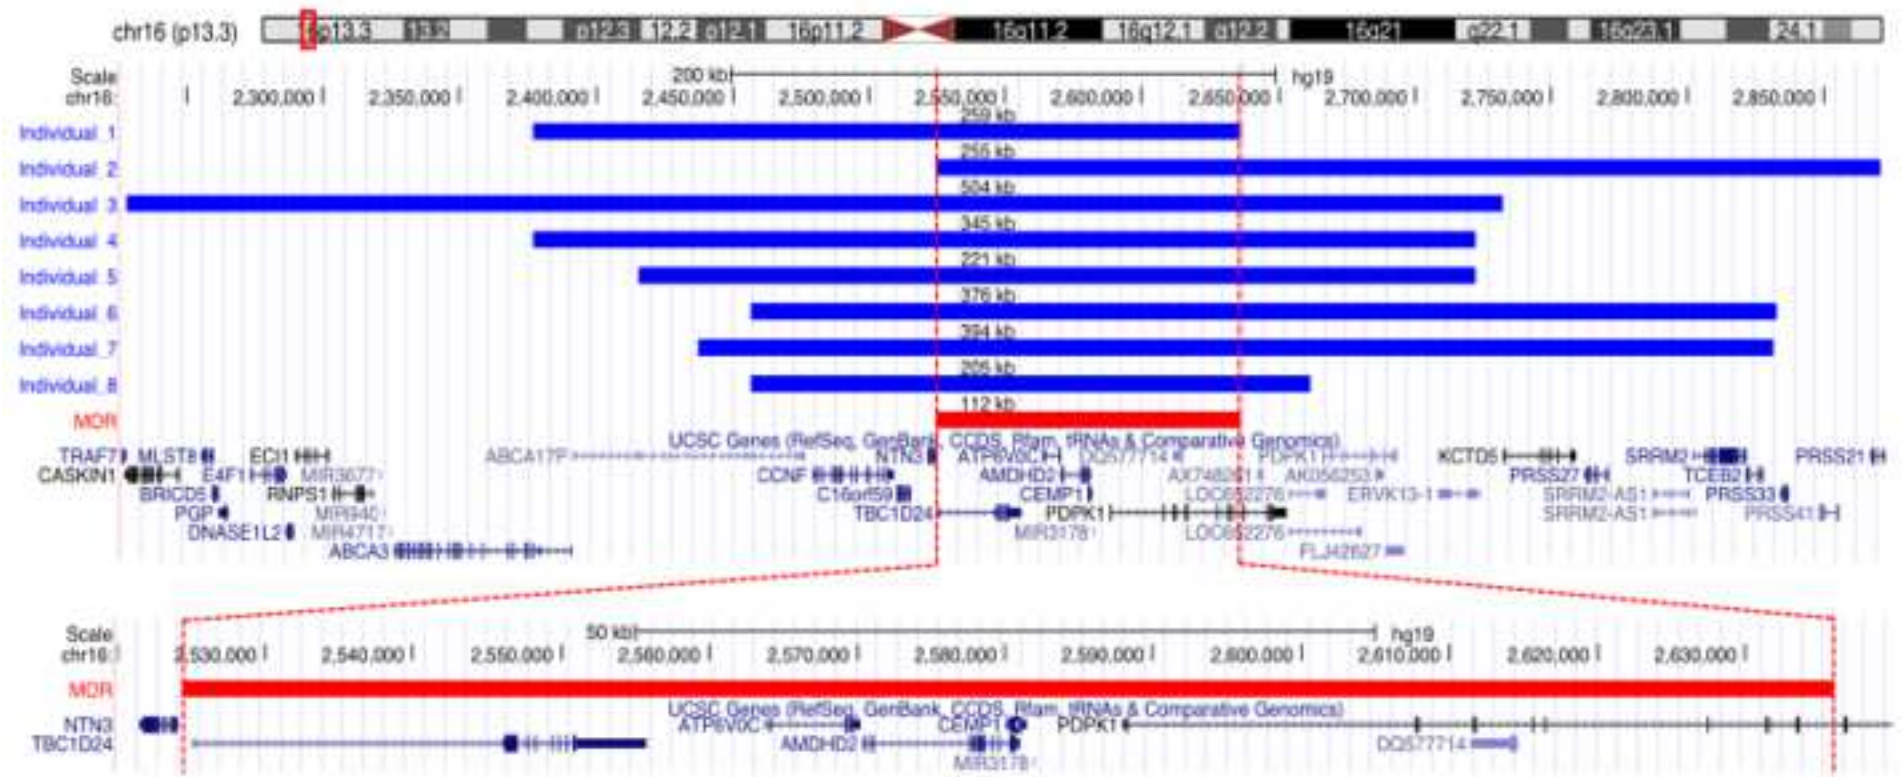 chr16 (p13.3) p13.3 13.2 p12.3 12.2 p12.1 16p11.2 16q11.2 16q12.1 q12.2 16q21 q22.1 16q23.1 24.1
Scale 200 kb hg19
chr16: 2,300,000 2,350,000 2,400,000 2,450,000 2,500,000 2,550,000 2,600,000 2,650,000 2,700,000 2,750,000 2,800,000 2,850,000
259 kb
Individual_1
255 kb
Individual_2
504 kb
Individual_3
345 kb
Individual_4
221 kb
Individual_5
376 kb
Individual_6
394 kb
Individual_7
205 kb
Individual_8
112 kb
MOR
UCSC Genes (RefSeq, GenBank, CCDS, Rfam, tRNAs & Comparative Genomics)
TRAF7 MLST8 ECI1 ABCA17P NTN3 ATP6V0C DQ577714 PDPK1 KCTD5 SRRM2 PRSS21
CASKIN1 E4F1 MIR3677 CCNF AMDHD2 AX748261 AK056253 PRSS27 TCEB2
BRICD5 RNPS1 C16orf59 CEMP1 LOC652276 ERVK13-1 SRRM2-AS1 PRSS33
PGP MIR940 TBC1D24 PDPK1 LOC652276 SRRM2-AS1 PRSS41
DNASE1L2 MIR4717 MIR3178
ABCA3 FLJ42627
Scale 50 kb hg19
chr16: 2,530,000 2,540,000 2,550,000 2,560,000 2,570,000 2,580,000 2,590,000 2,600,000 2,610,000 2,620,000 2,630,000
MOR
UCSC Genes (RefSeq, GenBank, CCDS, Rfam, tRNAs & Comparative Genomics)
NTN3 ATP6V0C CEMP1 PDPK1
TBC1D24 AMDHD2 DQ577714
MIR3178